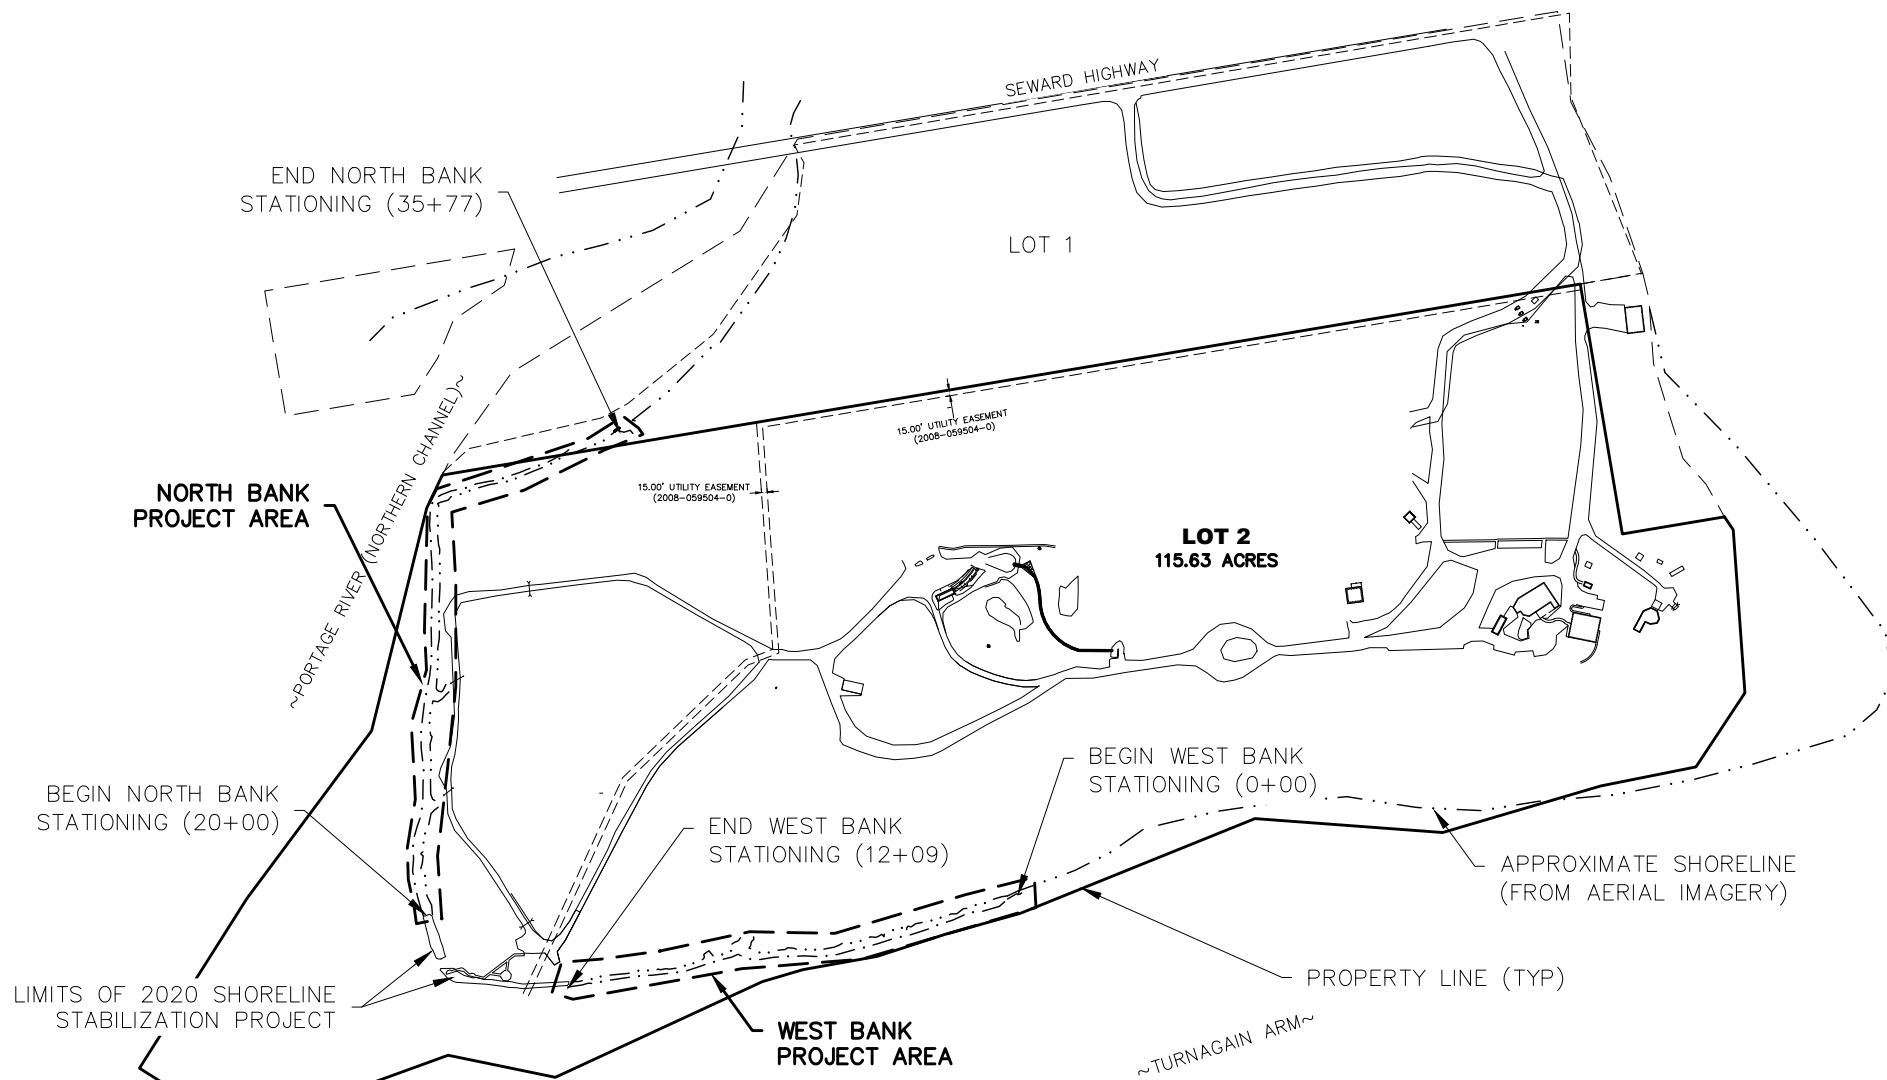 SEWARD HIGHWAY
END NORTH BANK
STATIONING (35+77)
LOT 1
~PORTAGE RIVER (NORTHERN CHANNEL)~
15.00' UTILITY EASEMENT
(2008-059504-0)
15.00' UTILITY EASEMENT
(2008-059504-0)
NORTH BANK
PROJECT AREA
LOT 2
115.63 ACRES
BEGIN WEST BANK
STATIONING (0+00)
BEGIN NORTH BANK
STATIONING (20+00)
END WEST BANK
STATIONING (12+09)
APPROXIMATE SHORELINE
(FROM AERIAL IMAGERY)
PROPERTY LINE (TYP)
LIMITS OF 2020 SHORELINE
STABILIZATION PROJECT
WEST BANK
PROJECT AREA
~TURNAGAIN ARM~